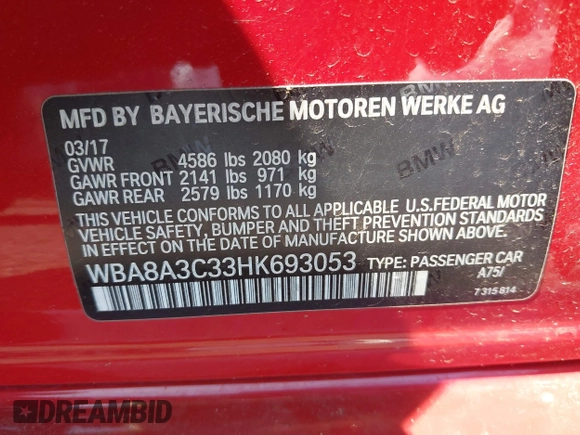 MFD BY BAYERISCHE MOTOREN WERKE AG
03/17
GVWR 4586 lbs 2080 kg
GAWR FRONT 2141 lbs 971 kg
GAWR REAR 2579 lbs 1170 kg
THIS VEHICLE CONFORMS TO ALL APPLICABLE U.S.FEDERAL MOTOR
VEHICLE SAFETY, BUMPER AND THEFT PREVENTION STANDARDS
IN EFFECT ON THE DATE OF MANUFACTURE SHOWN ABOVE.
WBA8A3C33HK693053 TYPE: PASSENGER CAR
A75/
7 315 814
BMW
DREAMBID